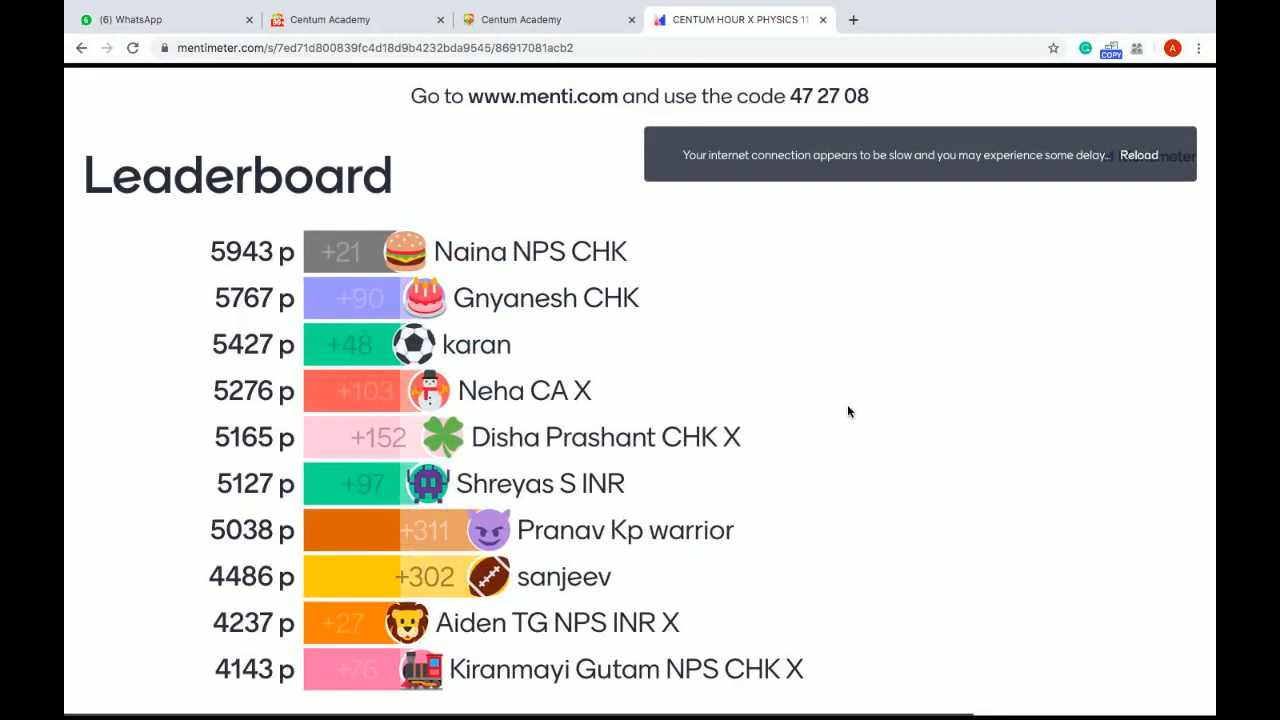 (6) WhatsApp
Centum Academy
Centum Academy
CENTUM HOUR X PHYSICS 11
mentimeter.com/s/7ed71d800839fc4d18d9b4232bda9545/86917081acb2
COPY
A
Go to www.menti.com and use the code 47 27 08
Your internet connection appears to be slow and you may experience some delay... Reload
Leaderboard
5943 p +21 Naina NPS CHK
5767 p +90 Gnyanesh CHK
5427 p +48 karan
5276 p +103 Neha CA X
5165 p +152 Disha Prashant CHK X
5127 p +97 Shreyas S INR
5038 p +311 Pranav Kp warrior
4486 p +302 sanjeev
4237 p +27 Aiden TG NPS INR X
4143 p +76 Kiranmayi Gutam NPS CHK X